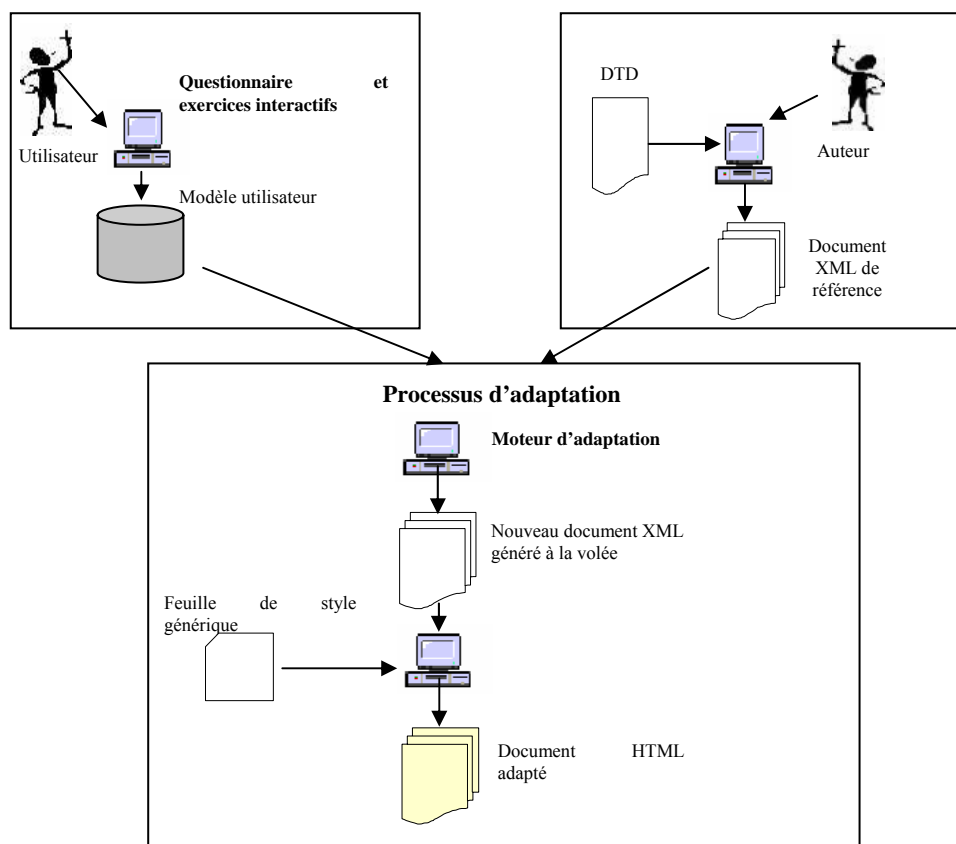 Questionnaire et
exercices interactifs
Utilisateur
Modèle utilisateur
DTD
Auteur
Document
XML de
référence
Processus d'adaptation
Moteur d'adaptation
Nouveau document XML
généré à la volée
Feuille de style
générique
Document HTML
adapté